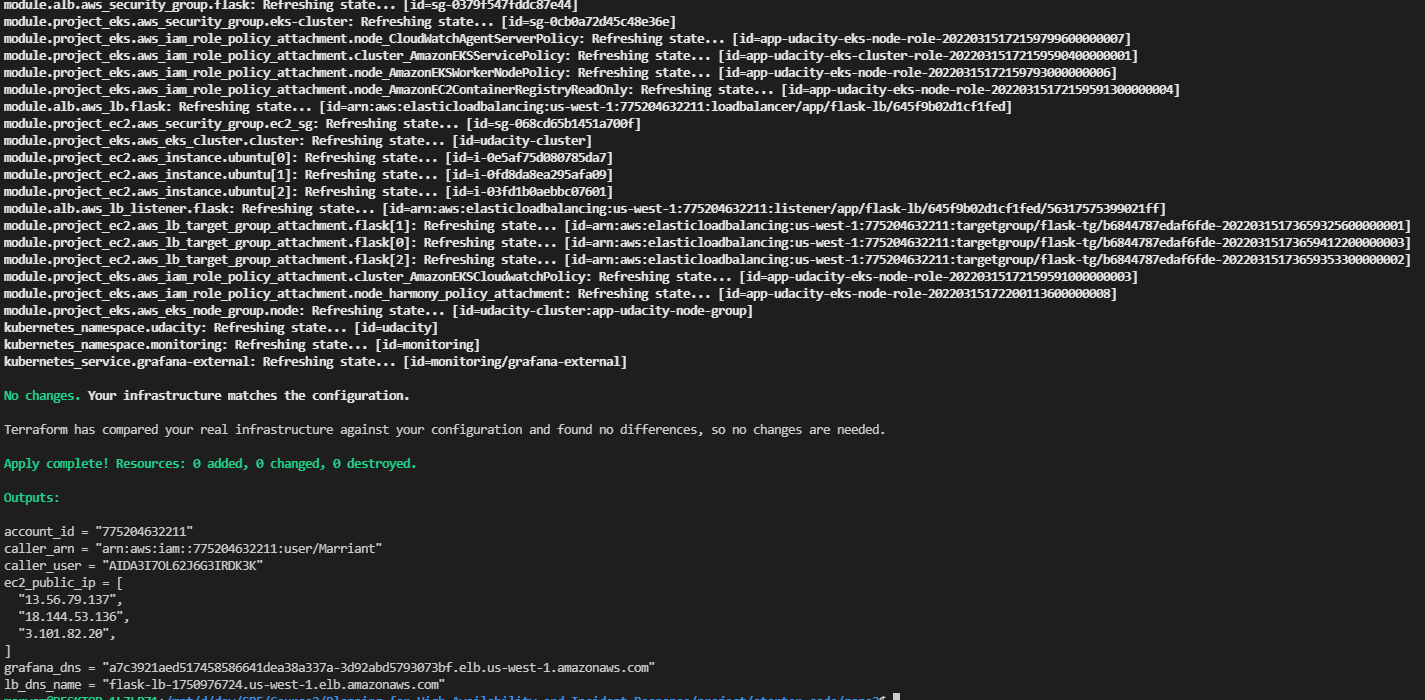 module.alb.aws_security_group.flask: Refreshing state... [id=sg-0379f547fddc87e44]
module.project_eks.aws_security_group.eks-cluster: Refreshing state... [id=sg-0cb0a72d45c48e36e]
module.project_eks.aws_iam_role_policy_attachment.node_CloudWatchAgentServerPolicy: Refreshing state... [id=app-udacity-eks-node-role-20220315172159799600000007]
module.project_eks.aws_iam_role_policy_attachment.cluster_AmazonEKSServicePolicy: Refreshing state... [id=app-udacity-eks-cluster-role-20220315172159590400000001]
module.project_eks.aws_iam_role_policy_attachment.node_AmazonEKSWorkerNodePolicy: Refreshing state... [id=app-udacity-eks-node-role-20220315172159793000000006]
module.project_eks.aws_iam_role_policy_attachment.node_AmazonEC2ContainerRegistryReadOnly: Refreshing state... [id=app-udacity-eks-node-role-20220315172159591300000004]
module.alb.aws_lb.flask: Refreshing state... [id=arn:aws:elasticloadbalancing:us-west-1:775204632211:loadbalancer/app/flask-lb/645f9b02d1cf1fed]
module.project_ec2.aws_security_group.ec2_sg: Refreshing state... [id=sg-068cd65b1451a700f]
module.project_eks.aws_eks_cluster.cluster: Refreshing state... [id=udacity-cluster]
module.project_ec2.aws_instance.ubuntu[0]: Refreshing state... [id=i-0e5af75d080785da7]
module.project_ec2.aws_instance.ubuntu[1]: Refreshing state... [id=i-0fd8da8ea295afa09]
module.project_ec2.aws_instance.ubuntu[2]: Refreshing state... [id=i-03fd1b0aebbc07601]
module.alb.aws_lb_listener.flask: Refreshing state... [id=arn:aws:elasticloadbalancing:us-west-1:775204632211:listener/app/flask-lb/645f9b02d1cf1fed/56317575399021ff]
module.project_ec2.aws_lb_target_group_attachment.flask[1]: Refreshing state... [id=arn:aws:elasticloadbalancing:us-west-1:775204632211:targetgroup/flask-tg/b6844787edaf6fde-20220315173659325600000001]
module.project_ec2.aws_lb_target_group_attachment.flask[0]: Refreshing state... [id=arn:aws:elasticloadbalancing:us-west-1:775204632211:targetgroup/flask-tg/b6844787edaf6fde-20220315173659412200000003]
module.project_ec2.aws_lb_target_group_attachment.flask[2]: Refreshing state... [id=arn:aws:elasticloadbalancing:us-west-1:775204632211:targetgroup/flask-tg/b6844787edaf6fde-20220315173659353300000002]
module.project_eks.aws_iam_role_policy_attachment.cluster_AmazonEKSCloudwatchPolicy: Refreshing state... [id=app-udacity-eks-node-role-20220315172159591000000003]
module.project_eks.aws_iam_role_policy_attachment.node_harmony_policy_attachment: Refreshing state... [id=app-udacity-eks-node-role-20220315172200113600000008]
module.project_eks.aws_eks_node_group.node: Refreshing state... [id=udacity-cluster:app-udacity-node-group]
kubernetes_namespace.udacity: Refreshing state... [id=udacity]
kubernetes_namespace.monitoring: Refreshing state... [id=monitoring]
kubernetes_service.grafana-external: Refreshing state... [id=monitoring/grafana-external]
No changes. Your infrastructure matches the configuration.
Terraform has compared your real infrastructure against your configuration and found no differences, so no changes are needed.
Apply complete! Resources: 0 added, 0 changed, 0 destroyed.
Outputs:
account_id = "775204632211"
caller_arn = "arn:aws:iam::775204632211:user/Marriant"
caller_user = "AIDA3I7OL62J6G3IRDK3K"
ec2_public_ip = [
"13.56.79.137",
"18.144.53.136",
"3.101.82.20",
]
grafana_dns = "a7c3921aed517458586641dea38a337a-3d92abd5793073bf.elb.us-west-1.amazonaws.com"
lb_dns_name = "flask-lb-1750976724.us-west-1.elb.amazonaws.com"